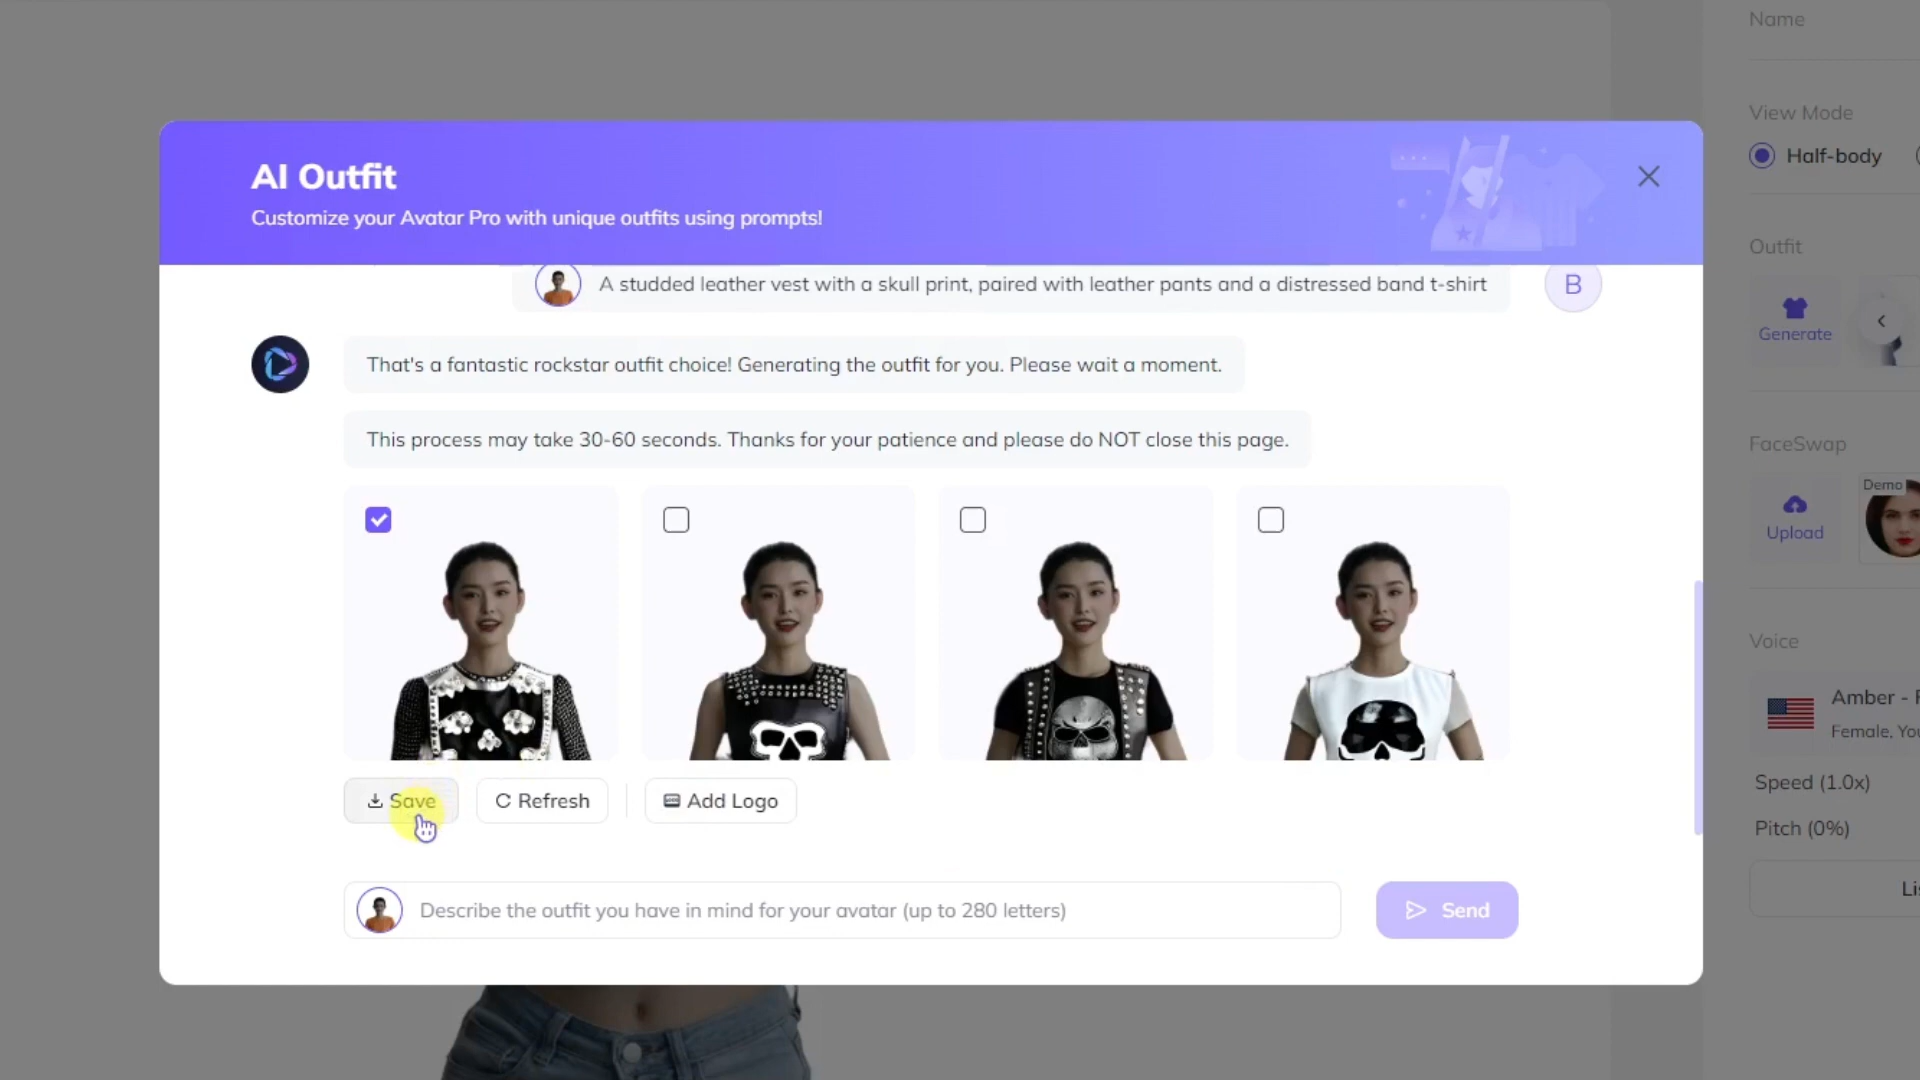 Name
View Mode
Half-body
AI Outfit
Customize your Avatar Pro with unique outfits using prompts!
Outfit
Generate
A studded leather vest with a skull print, paired with leather pants and a distressed band t-shirt
B
That's a fantastic rockstar outfit choice! Generating the outfit for you. Please wait a moment.
This process may take 30-60 seconds. Thanks for your patience and please do NOT close this page.
FaceSwap
Upload
Demo
Voice
Amber -
Female,
Speed (1.0x)
Pitch (0%)
Save
Refresh
Add Logo
Describe the outfit you have in mind for your avatar (up to 280 letters)
Send